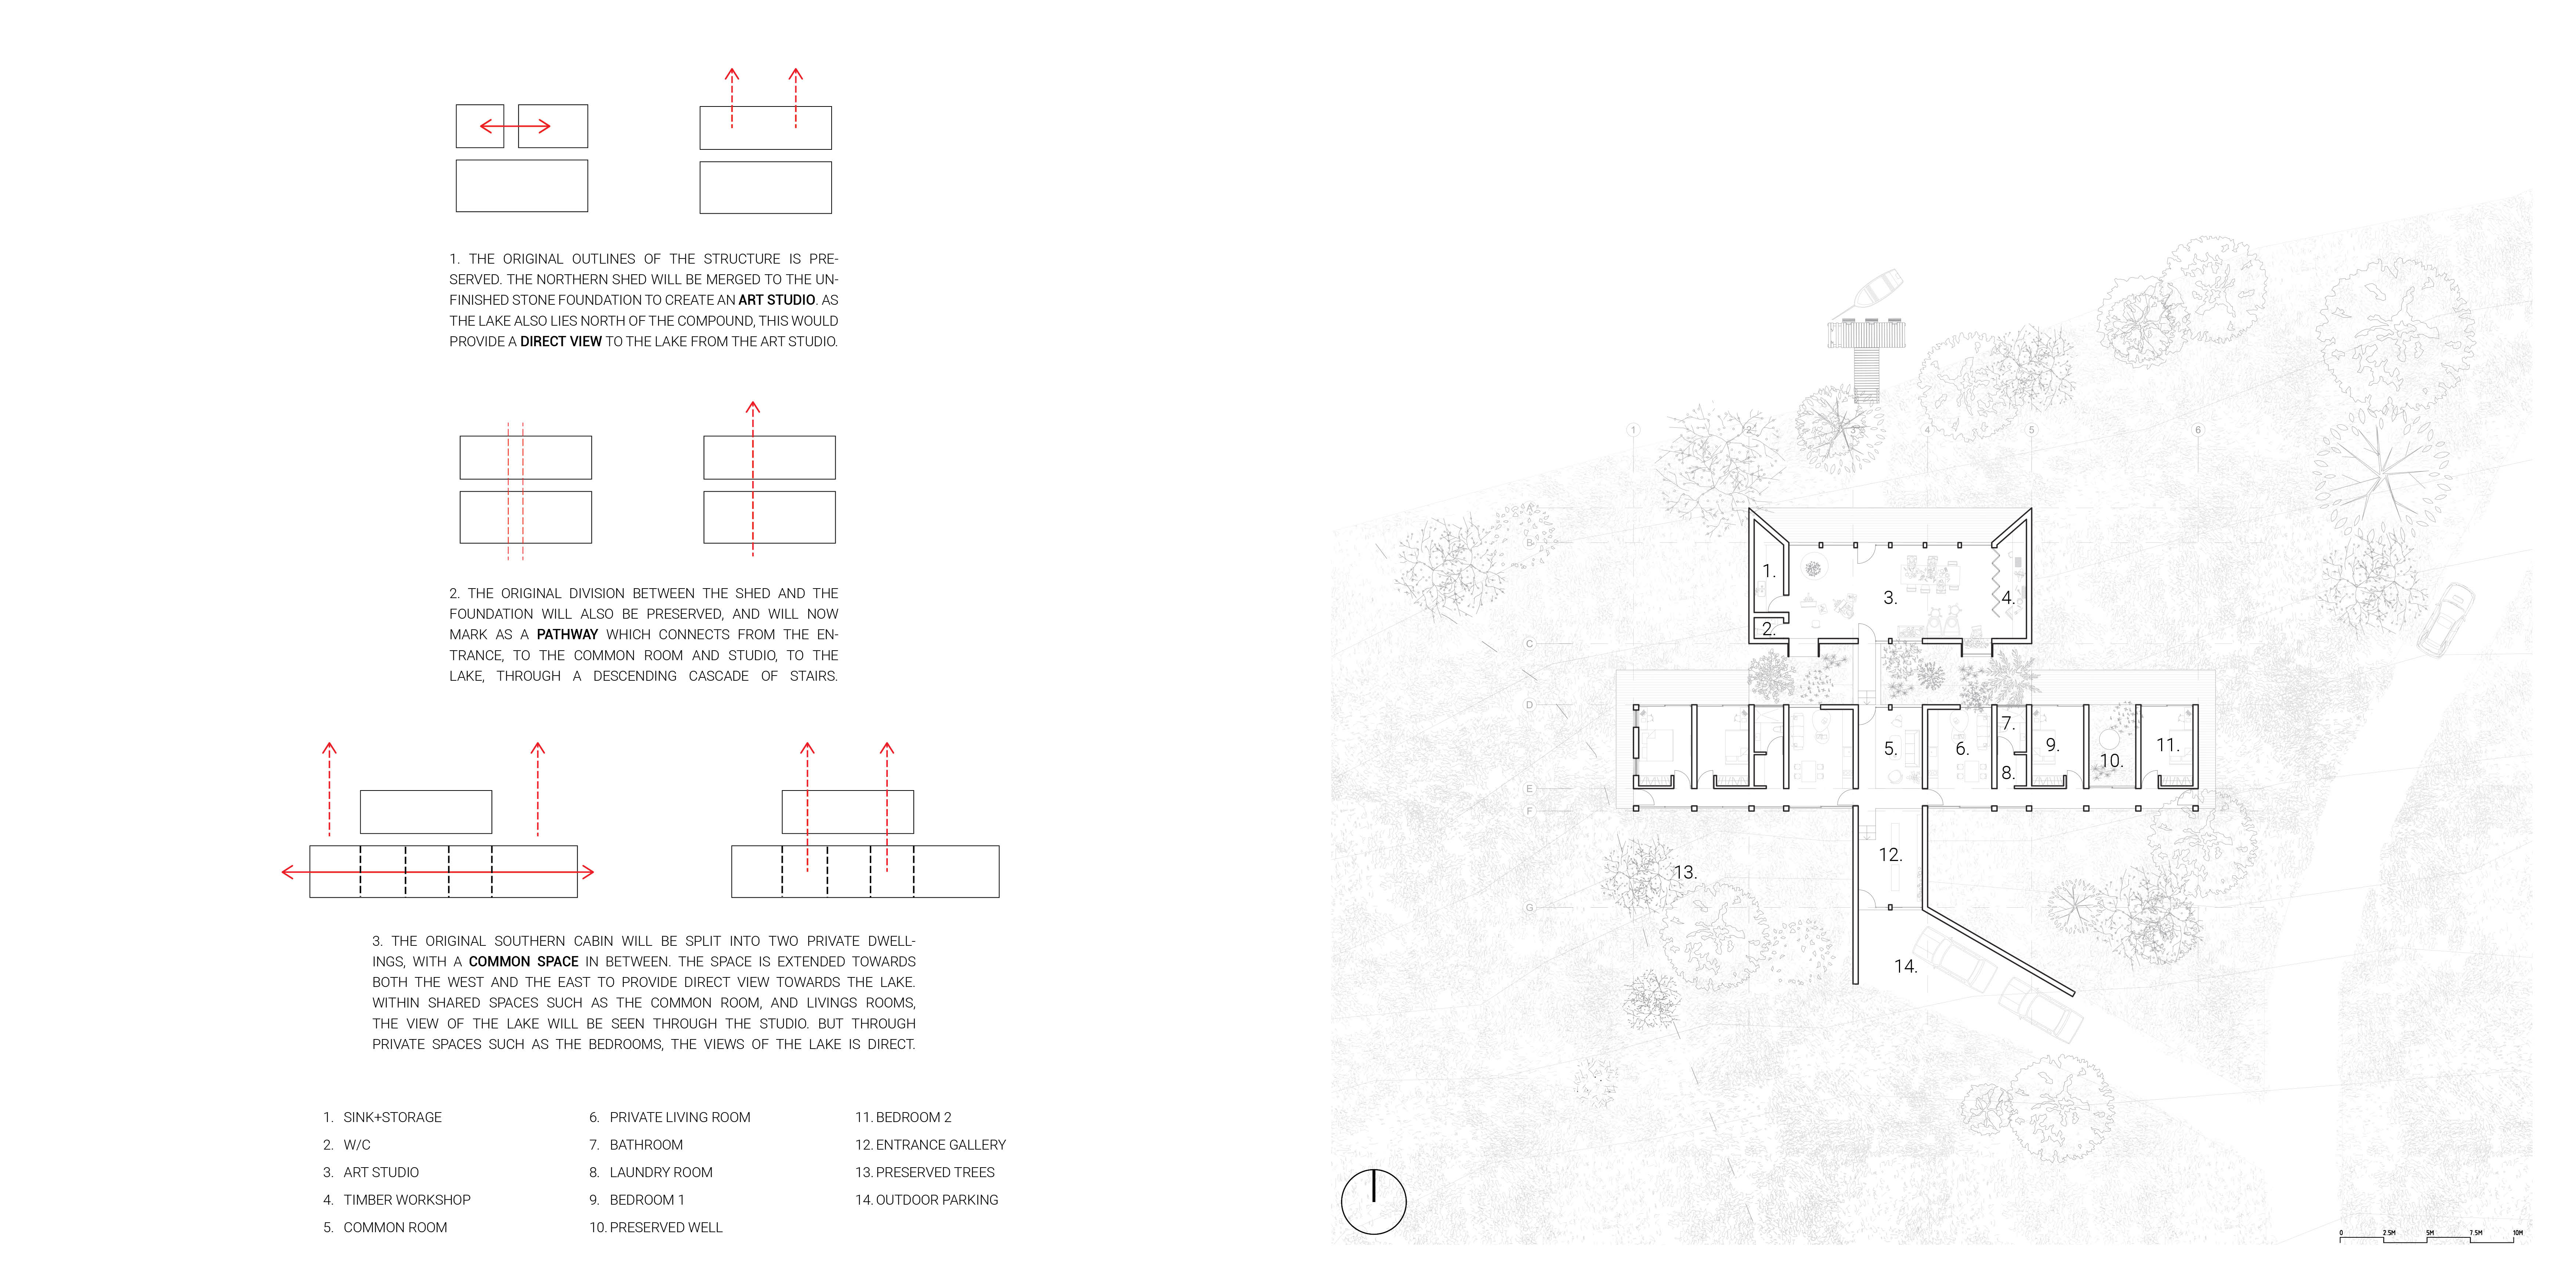 1. THE ORIGINAL OUTLINES OF THE STRUCTURE IS PRE-
SERVED. THE NORTHERN SHED WILL BE MERGED TO THE UN-
FINISHED STONE FOUNDATION TO CREATE AN ART STUDIO. AS
THE LAKE ALSO LIES NORTH OF THE COMPOUND, THIS WOULD
PROVIDE A DIRECT VIEW TO THE LAKE FROM THE ART STUDIO.
2. THE ORIGINAL DIVISION BETWEEN THE SHED AND THE
FOUNDATION WILL ALSO BE PRESERVED, AND WILL NOW
MARK AS A PATHWAY WHICH CONNECTS FROM THE EN-
TRANCE, TO THE COMMON ROOM AND STUDIO, TO THE
LAKE, THROUGH A DESCENDING CASCADE OF STAIRS.
3. THE ORIGINAL SOUTHERN CABIN WILL BE SPLIT INTO TWO PRIVATE DWELL-
INGS, WITH A COMMON SPACE IN BETWEEN. THE SPACE IS EXTENDED TOWARDS
BOTH THE WEST AND THE EAST TO PROVIDE DIRECT VIEW TOWARDS THE LAKE.
WITHIN SHARED SPACES SUCH AS THE COMMON ROOM, AND LIVINGS ROOMS,
THE VIEW OF THE LAKE WILL BE SEEN THROUGH THE STUDIO. BUT THROUGH
PRIVATE SPACES SUCH AS THE BEDROOMS, THE VIEWS OF THE LAKE IS DIRECT.
1. SINK+STORAGE
2. W/C
3. ART STUDIO
4. TIMBER WORKSHOP
5. COMMON ROOM
6. PRIVATE LIVING ROOM
7. BATHROOM
8. LAUNDRY ROOM
9. BEDROOM 1
10. PRESERVED WELL
11. BEDROOM 2
12. ENTRANCE GALLERY
13. PRESERVED TREES
14. OUTDOOR PARKING
1 2 3 4 5 6
B
C
D
E
F
G
1.
2.
3.
4.
5.
6.
7.
8.
9.
10.
11.
12.
13.
14.
0 2.5M 5M 7.5M 10M